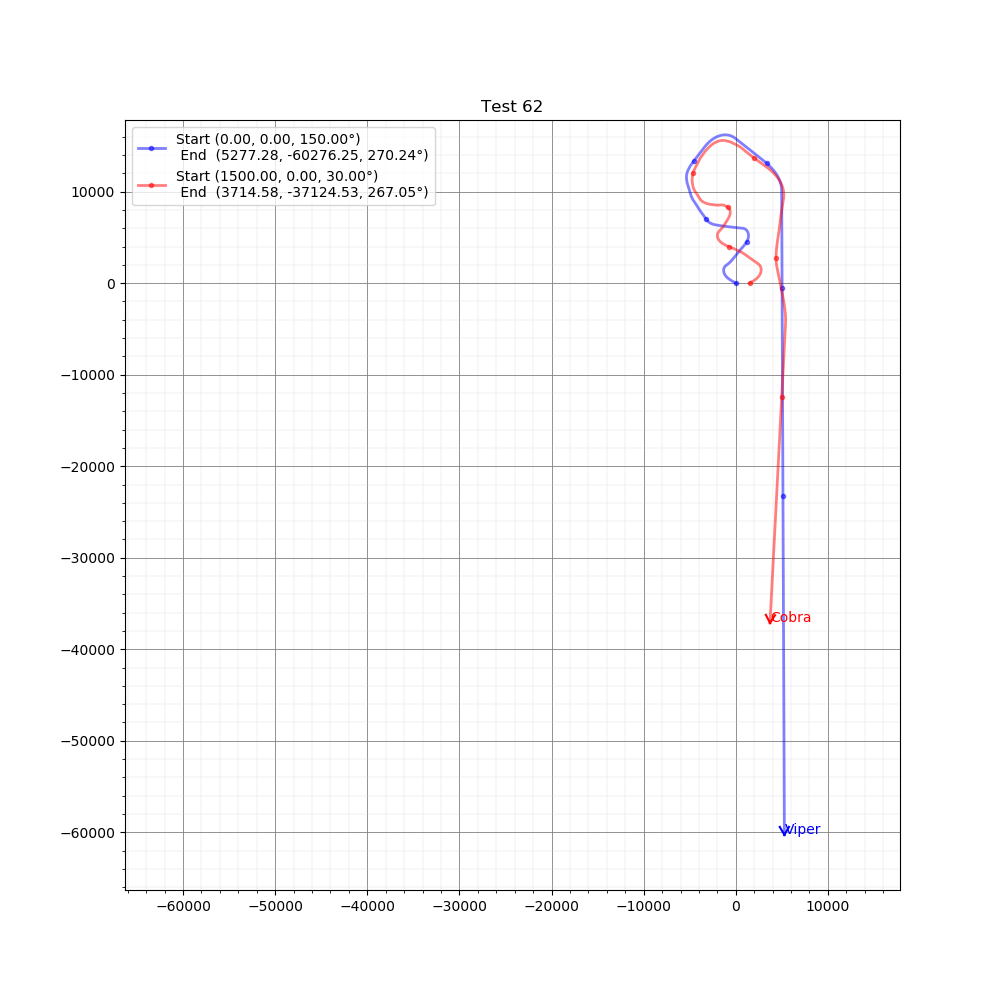 Test 62
Start (0.00, 0.00, 150.00°)
End (5277.28, -60276.25, 270.24°)
Start (1500.00, 0.00, 30.00°)
End (3714.58, -37124.53, 267.05°)
10000
0
−10000
−20000
−30000
−40000
−50000
−60000
Cobra
Viper
−60000 −50000 −40000 −30000 −20000 −10000 0 10000